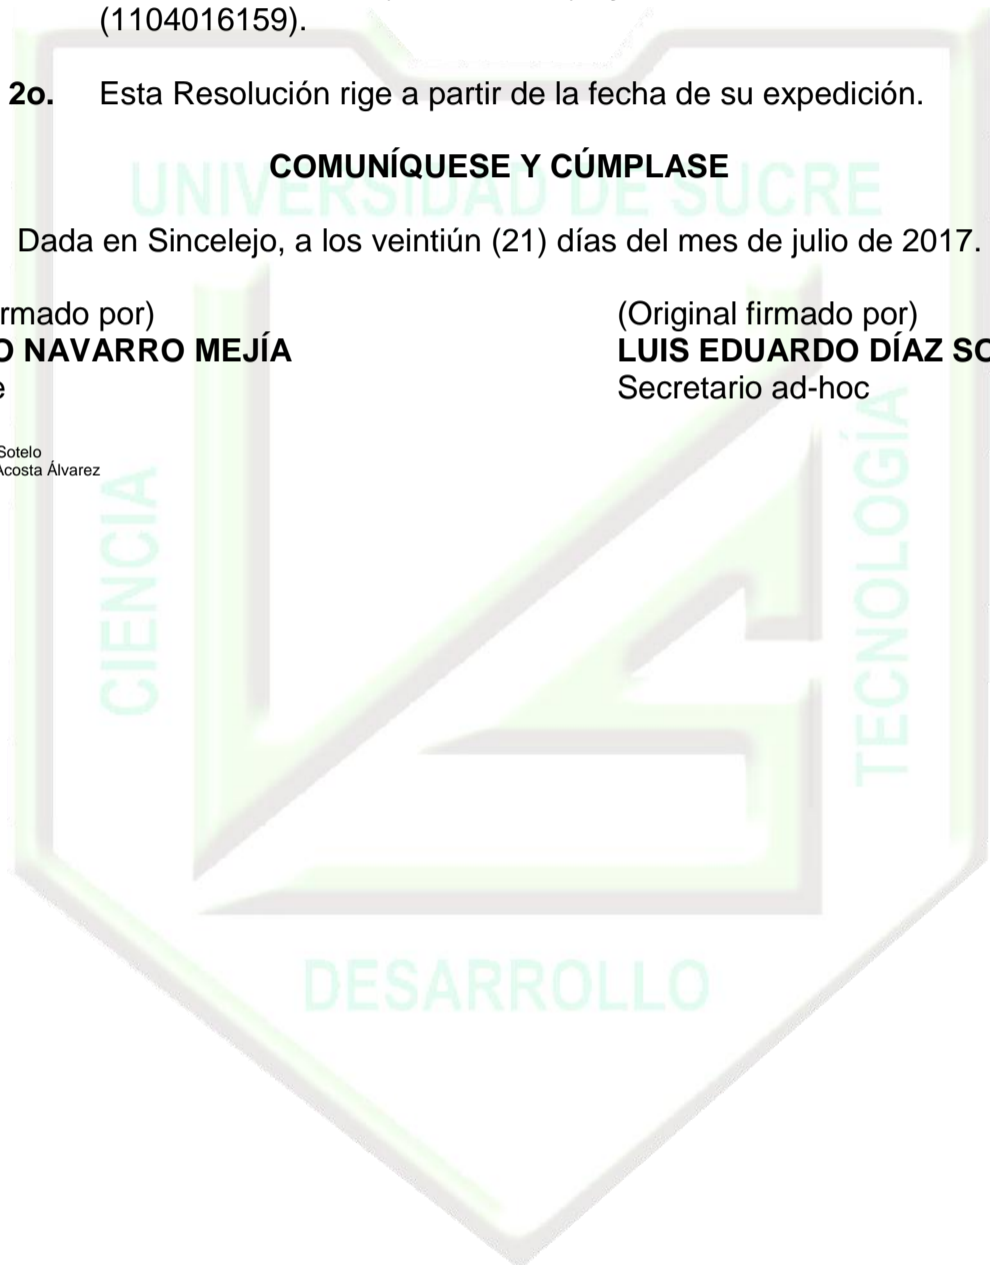 (1104016159).
2o. Esta Resolución rige a partir de la fecha de su expedición.
COMUNÍQUESE Y CÚMPLASE
UNIVERSIDAD DE SUCRE
Dada en Sincelejo, a los veintiún (21) días del mes de julio de 2017.
rmado por) (Original firmado por)
O NAVARRO MEJÍA LUIS EDUARDO DÍAZ SO
e Secretario ad-hoc
Sotelo
Acosta Álvarez
CIENCIA
TECNOLOGÍA
DESARROLLO